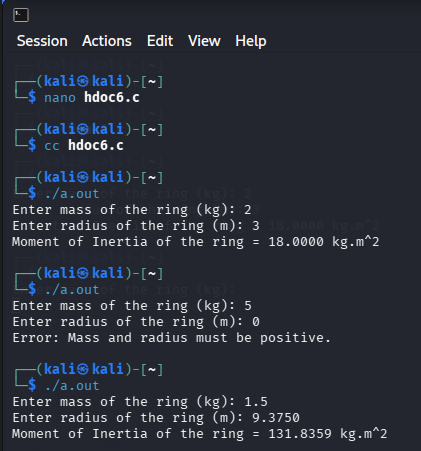 Session Actions Edit View Help
┌──(kali㉿kali)-[~]
└─$ nano hdoc6.c
┌──(kali㉿kali)-[~]
└─$ cc hdoc6.c
┌──(kali㉿kali)-[~]
└─$ ./a.out
Enter mass of the ring (kg): 2
Enter radius of the ring (m): 3
Moment of Inertia of the ring = 18.0000 kg.m^2
┌──(kali㉿kali)-[~]
└─$ ./a.out
Enter mass of the ring (kg): 5
Enter radius of the ring (m): 0
Error: Mass and radius must be positive.
┌──(kali㉿kali)-[~]
└─$ ./a.out
Enter mass of the ring (kg): 1.5
Enter radius of the ring (m): 9.3750
Moment of Inertia of the ring = 131.8359 kg.m^2